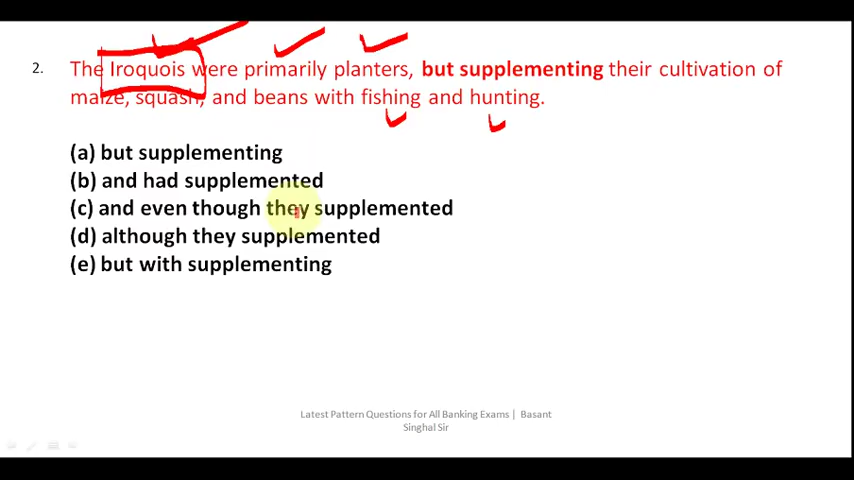 2. The Iroquois were primarily planters, but supplementing their cultivation of
maize, squash, and beans with fishing and hunting.
(a) but supplementing
(b) and had supplemented
(c) and even though they supplemented
(d) although they supplemented
(e) but with supplementing
Latest Pattern Questions for All Banking Exams | Basant
Singhal Sir